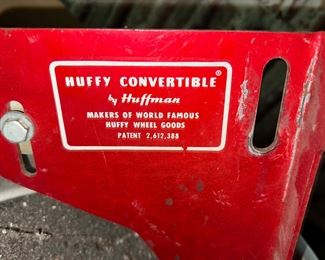 HUFFY CONVERTIBLE®
by Huffman
MAKERS OF WORLD FAMOUS
HUFFY WHEEL GOODS
PATENT 2,612,388